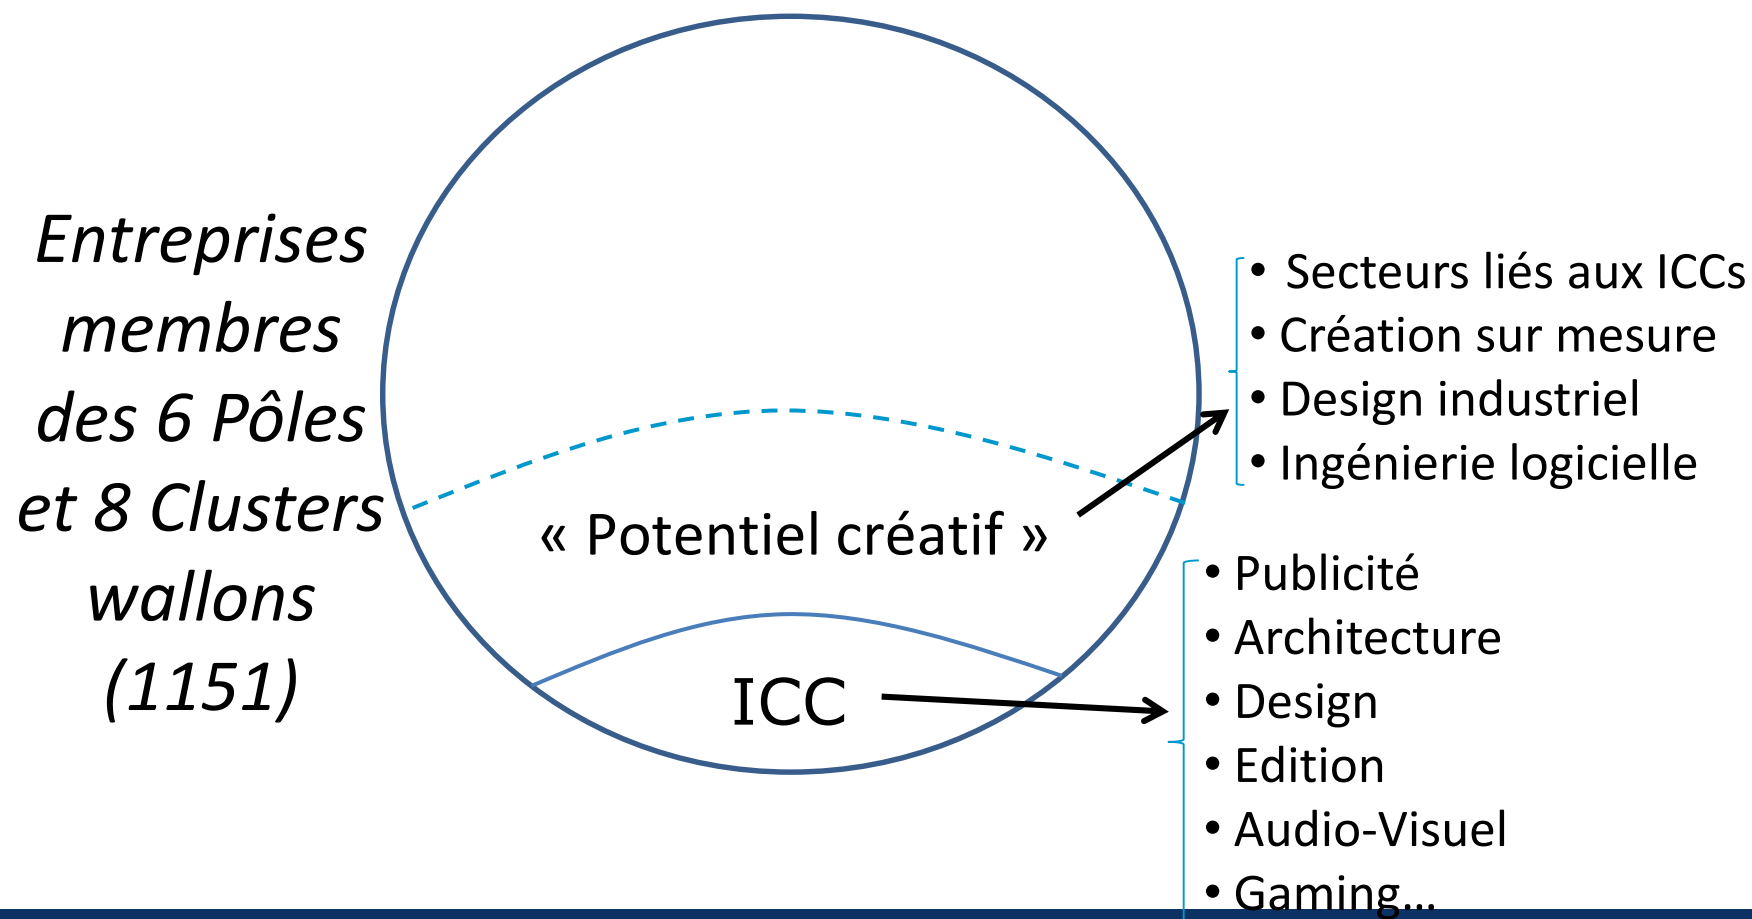 Entreprises
membres
des 6 Pôles
et 8 Clusters
wallons
(1151)
« Potentiel créatif »
ICC
• Secteurs liés aux ICCs
• Création sur mesure
• Design industriel
• Ingénierie logicielle
• Publicité
• Architecture
• Design
• Edition
• Audio-Visuel
• Gaming...